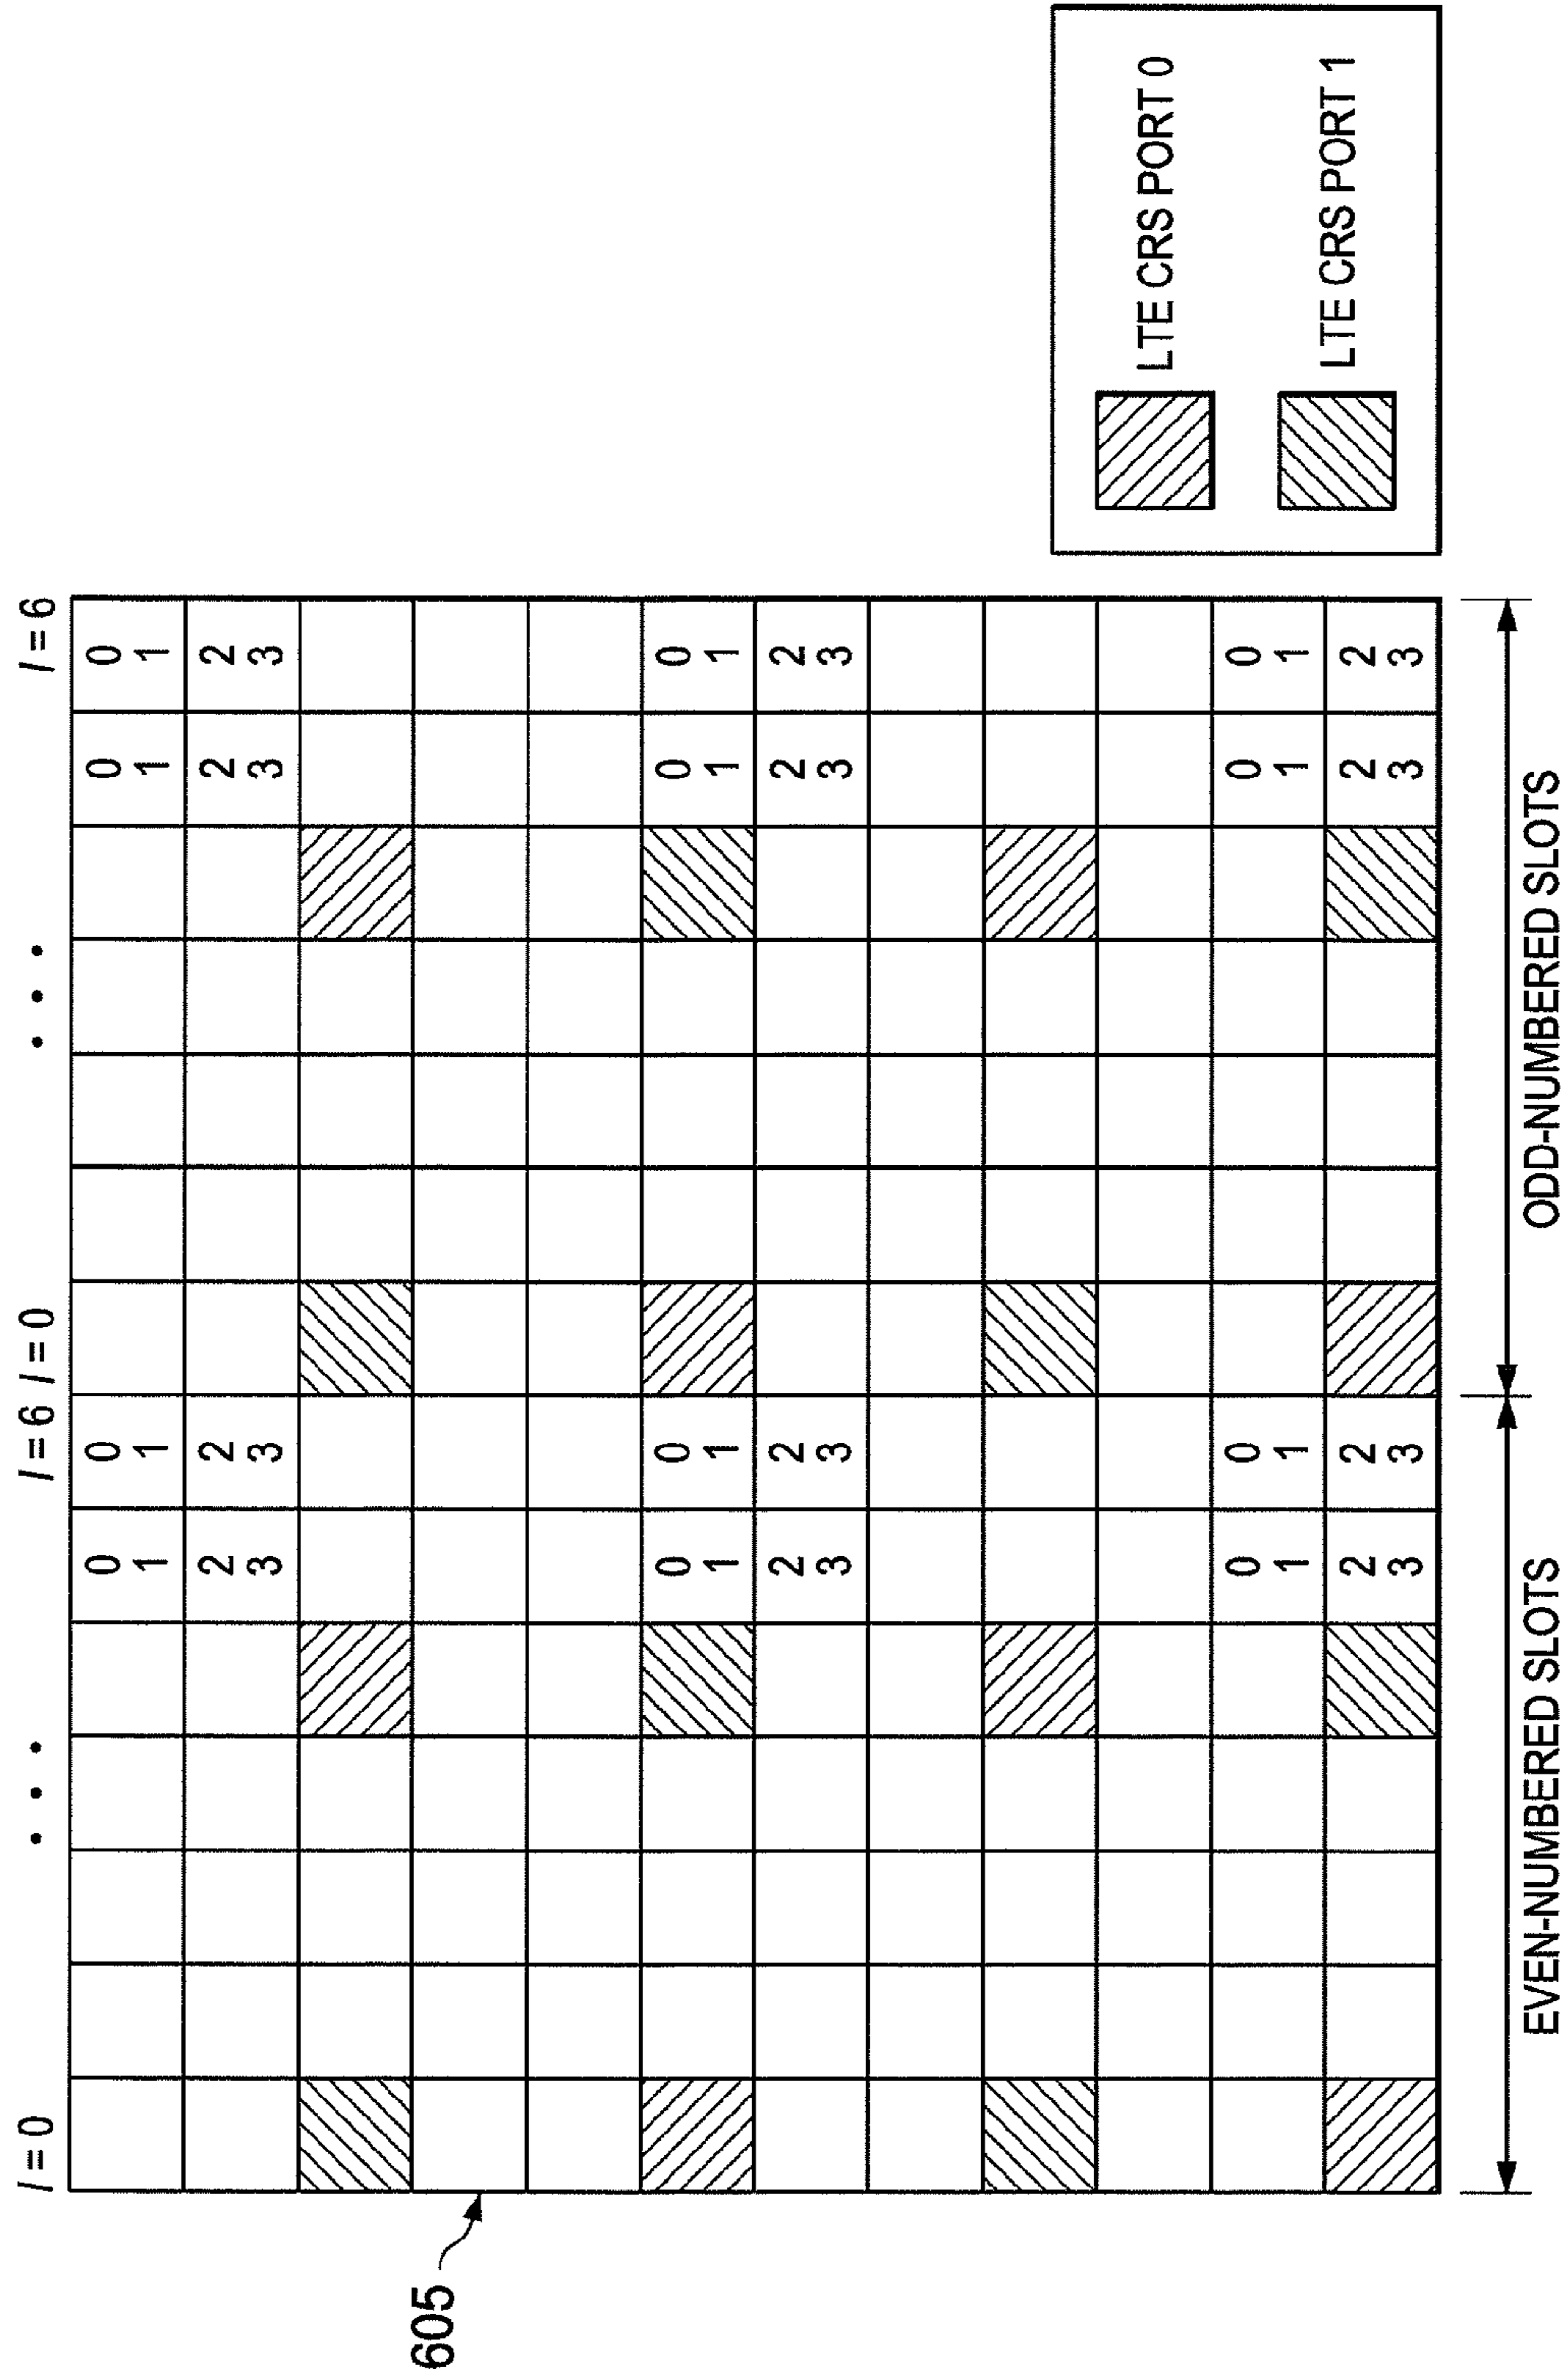 l = 0 • • • l = 6 l = 0 • • • l = 6
0 0 0 0
1 1 1 1
2 2 2 2
3 3 3 3
605
0 0 0 0
1 1 1 1
2 2 2 2
3 3 3 3
0 0 0 0
1 1 1 1
2 2 2 2
3 3 3 3
EVEN-NUMBERED SLOTS
ODD-NUMBERED SLOTS
LTE CRS PORT 0
LTE CRS PORT 1